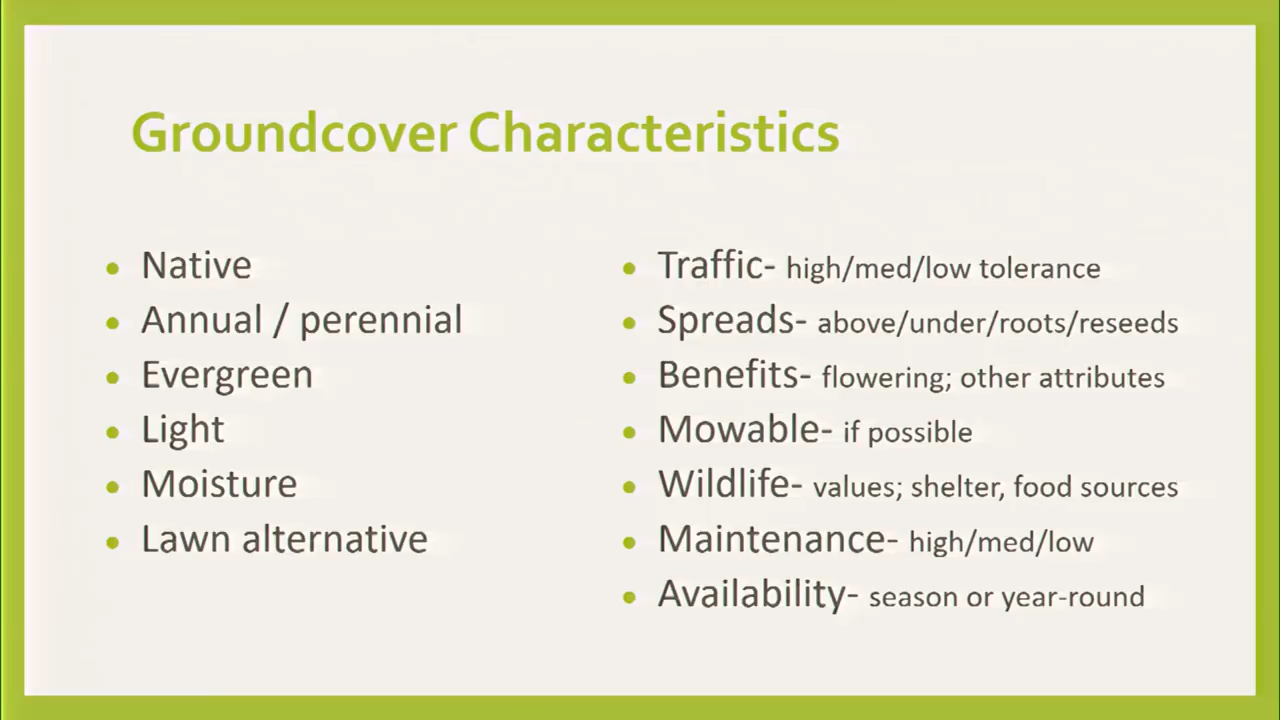 Groundcover Characteristics
• Native
• Annual / perennial
• Evergreen
• Light
• Moisture
• Lawn alternative
• Traffic- high/med/low tolerance
• Spreads- above/under/roots/reseeds
• Benefits- flowering; other attributes
• Mowable- if possible
• Wildlife- values; shelter, food sources
• Maintenance- high/med/low
• Availability- season or year-round